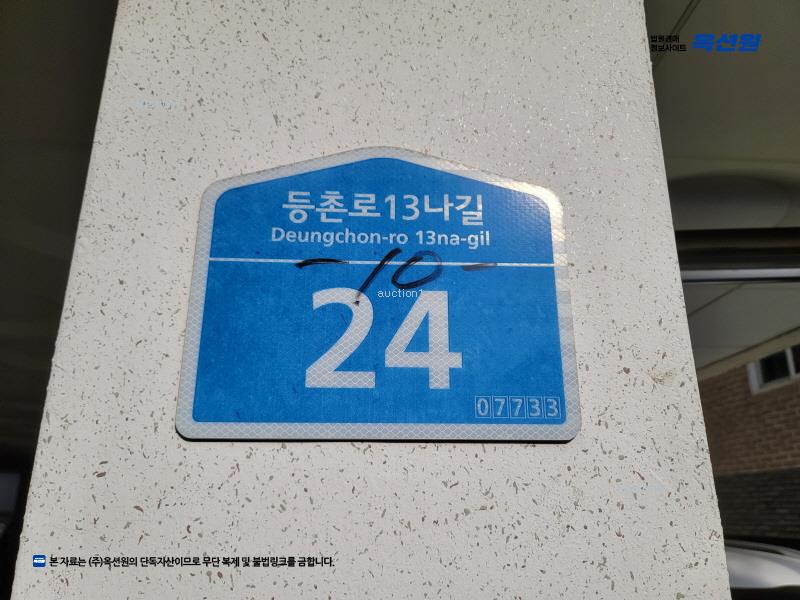 법원경매
정보사이트 옥션원
등촌로13나길
Deungchon-ro 13na-gil
-10-
auction1
24
07733
본 자료는 (주)옥션원의 단독자산이므로 무단 복제 및 불법링크를 금합니다.